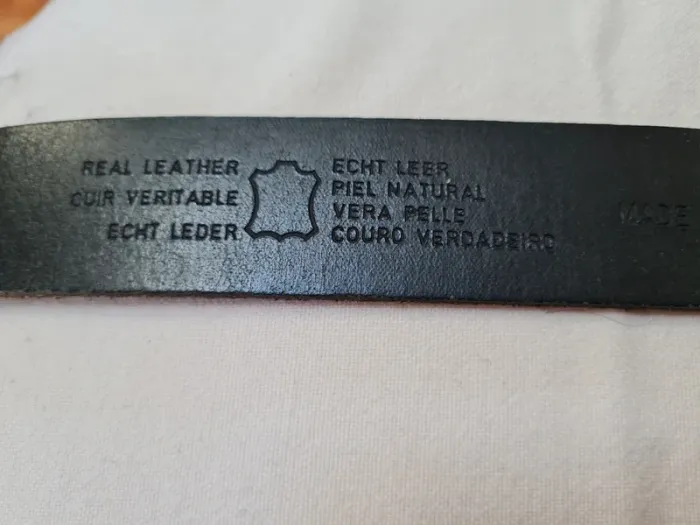 REAL LEATHER
CUIR VERITABLE
ECHT LEDER
ECHT LEER
PIEL NATURAL
VERA PELLE
COURO VERDADEIRO
MADE